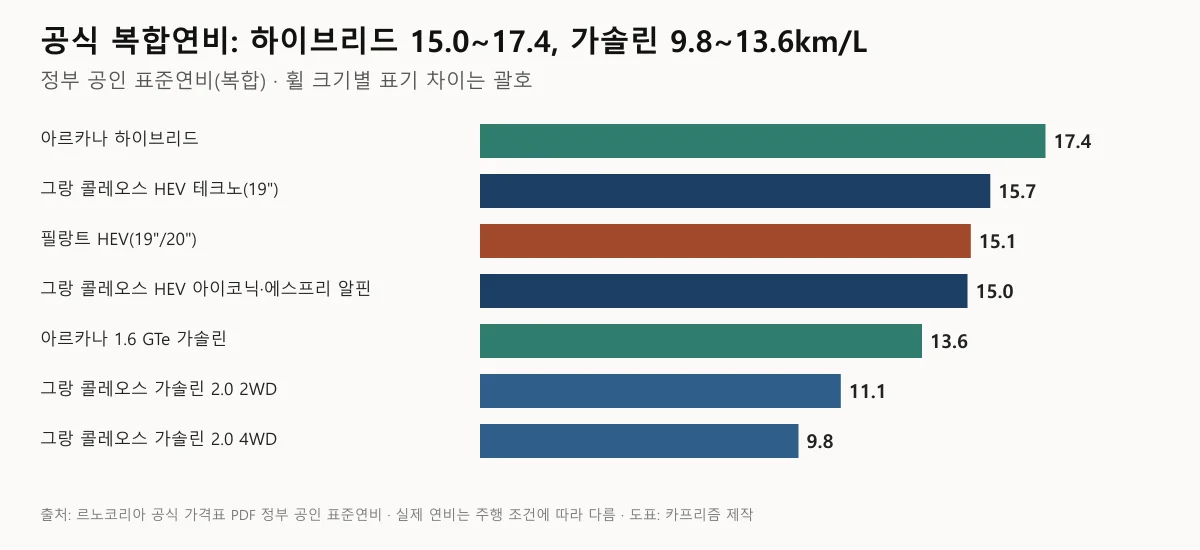 공식 복합연비: 하이브리드 15.0~17.4, 가솔린 9.8~13.6km/L
정부 공인 표준연비(복합) · 휠 크기별 표기 차이는 괄호
아르카나 하이브리드 17.4
그랑 콜레오스 HEV 테크노(19") 15.7
필랑트 HEV(19"/20") 15.1
그랑 콜레오스 HEV 아이코닉·에스프리 알핀 15.0
아르카나 1.6 GTe 가솔린 13.6
그랑 콜레오스 가솔린 2.0 2WD 11.1
그랑 콜레오스 가솔린 2.0 4WD 9.8
출처: 르노코리아 공식 가격표 PDF 정부 공인 표준연비 · 실제 연비는 주행 조건에 따라 다름 · 도표: 카프리즘 제작